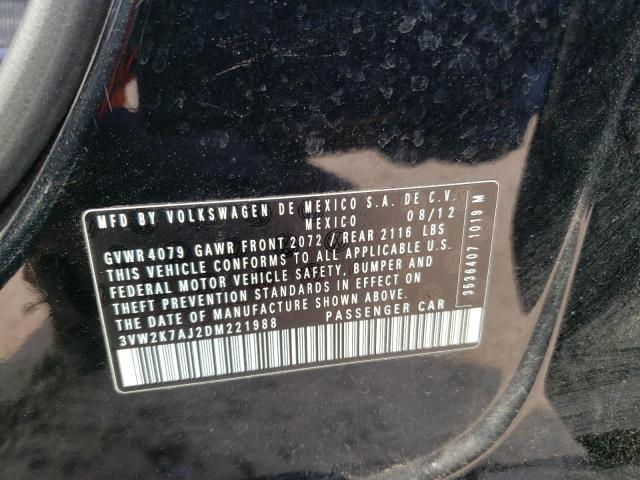 MFD BY VOLKSWAGEN DE MEXICO S.A. DE C.V.
MEXICO 08/12
GVWR 4079 GAWR FRONT 2072 / REAR 2116 LBS
THIS VEHICLE CONFORMS TO ALL APPLICABLE U.S.
FEDERAL MOTOR VEHICLE SAFETY, BUMPER AND
THEFT PREVENTION STANDARDS IN EFFECT ON
THE DATE OF MANUFACTURE SHOWN ABOVE.
3VW2K7AJ2DM221988 PASSENGER CAR
3536407 1019 M